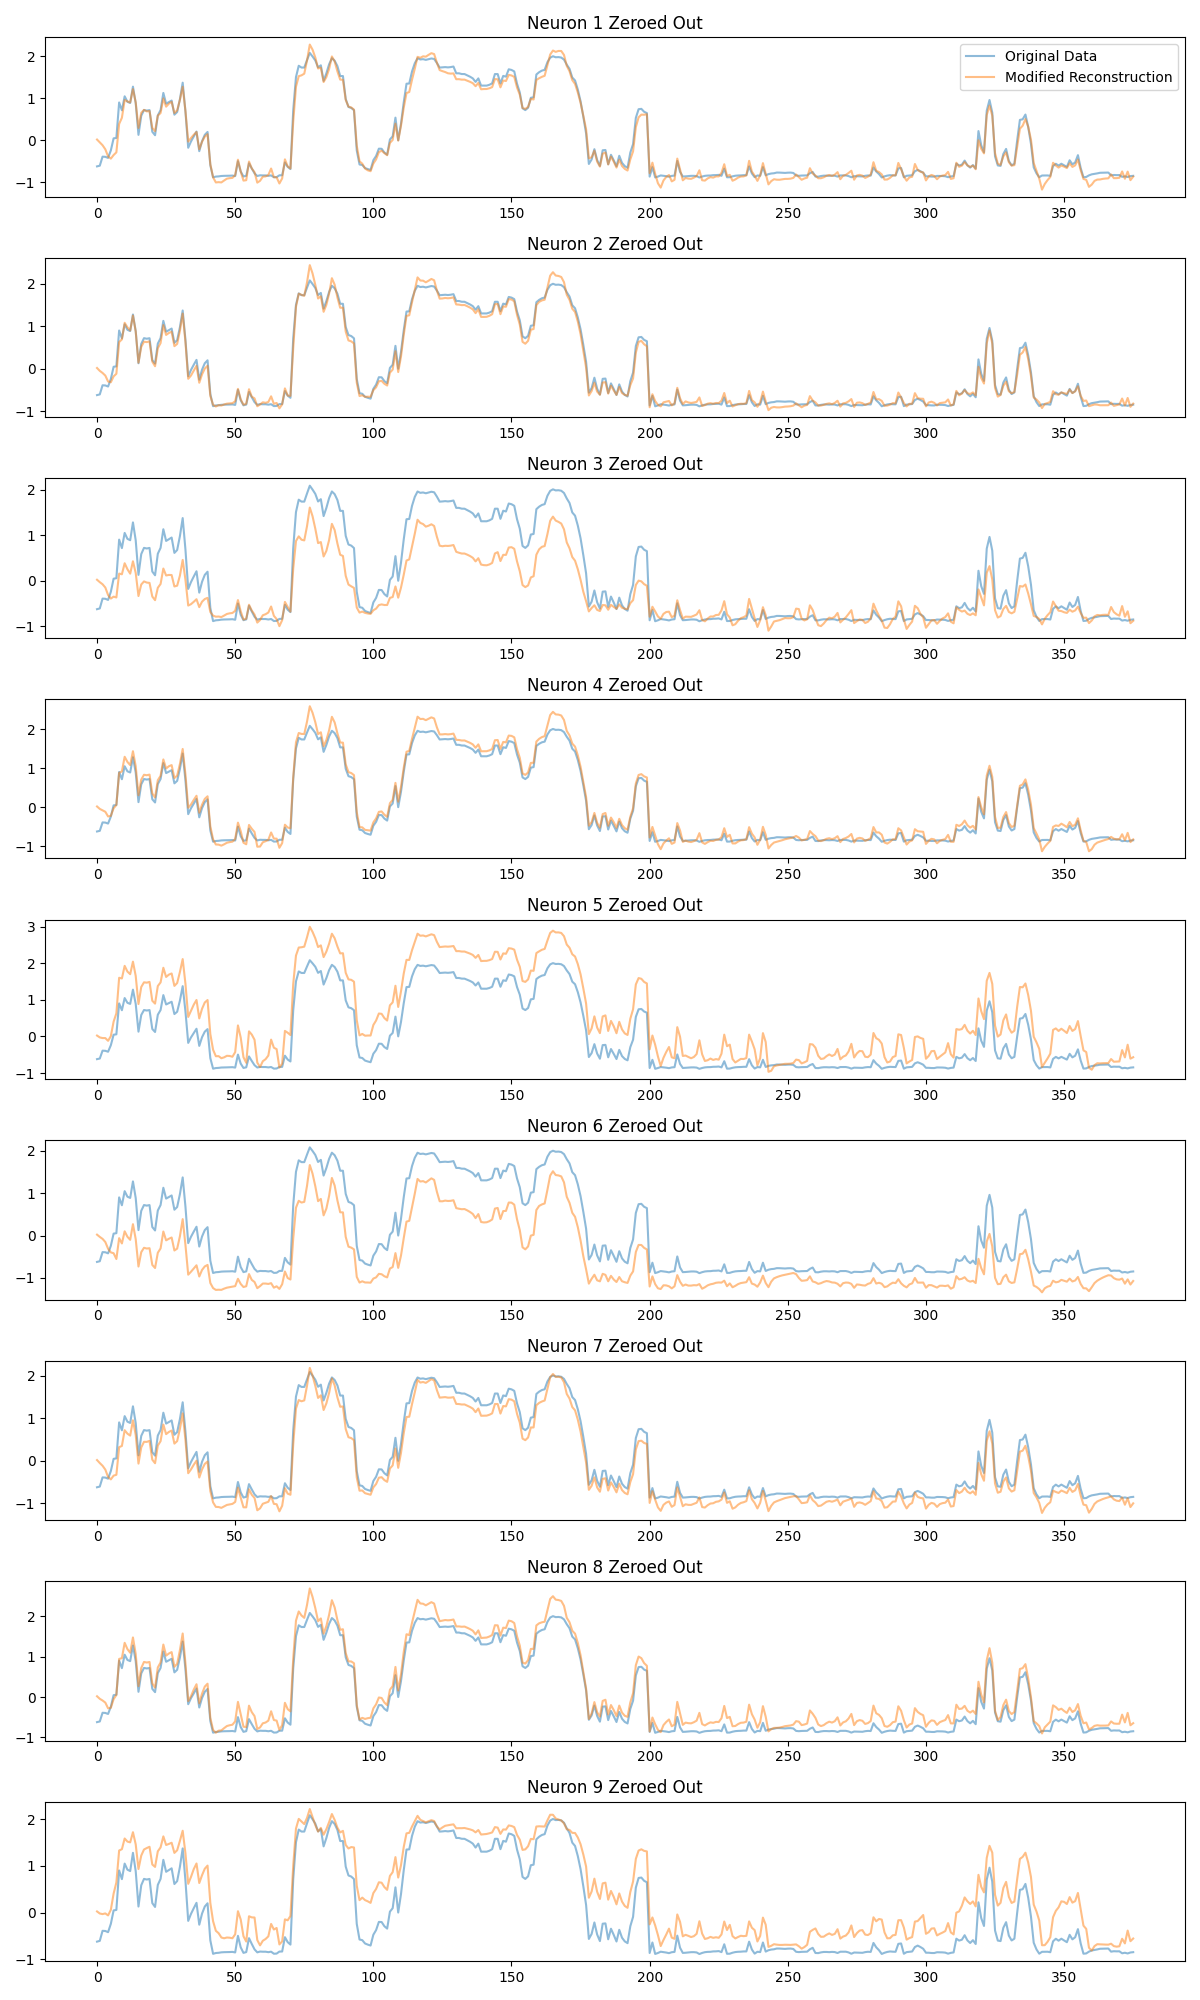 Neuron 1 Zeroed Out
Original Data
Modified Reconstruction
2
1
0
−1
0 50 100 150 200 250 300 350
Neuron 2 Zeroed Out
2
1
0
−1
0 50 100 150 200 250 300 350
Neuron 3 Zeroed Out
2
1
0
−1
0 50 100 150 200 250 300 350
Neuron 4 Zeroed Out
2
1
0
−1
0 50 100 150 200 250 300 350
Neuron 5 Zeroed Out
3
2
1
0
−1
0 50 100 150 200 250 300 350
Neuron 6 Zeroed Out
2
1
0
−1
0 50 100 150 200 250 300 350
Neuron 7 Zeroed Out
2
1
0
−1
0 50 100 150 200 250 300 350
Neuron 8 Zeroed Out
2
1
0
−1
0 50 100 150 200 250 300 350
Neuron 9 Zeroed Out
2
1
0
−1
0 50 100 150 200 250 300 350